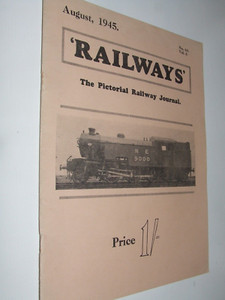 August, 1945.
'RAILWAYS'
The Pictorial Railway Journal.
Price 1/-